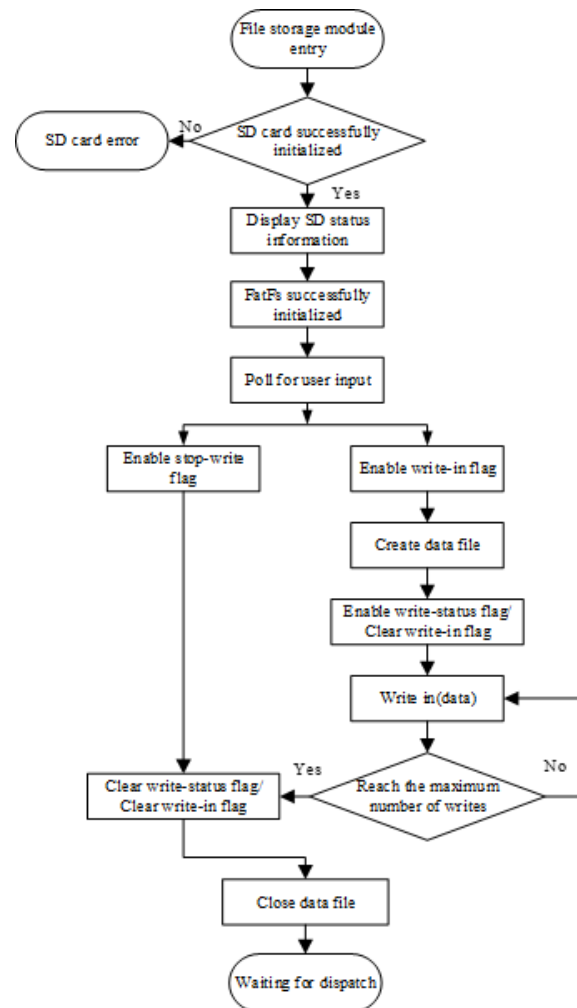 File storage module
entry
No
SD card error
SD card successfully
initialized
Yes
Display SD status
information
FatFs successfully
initialized
Poll for user input
Enable stop-write
flag
Enable write-in flag
Create data file
Enable write-status flag/
Clear write-in flag
Write in(data)
Yes
No
Clear write-status flag/
Clear write-in flag
Reach the maximum
number of writes
Close data file
Waiting for dispatch